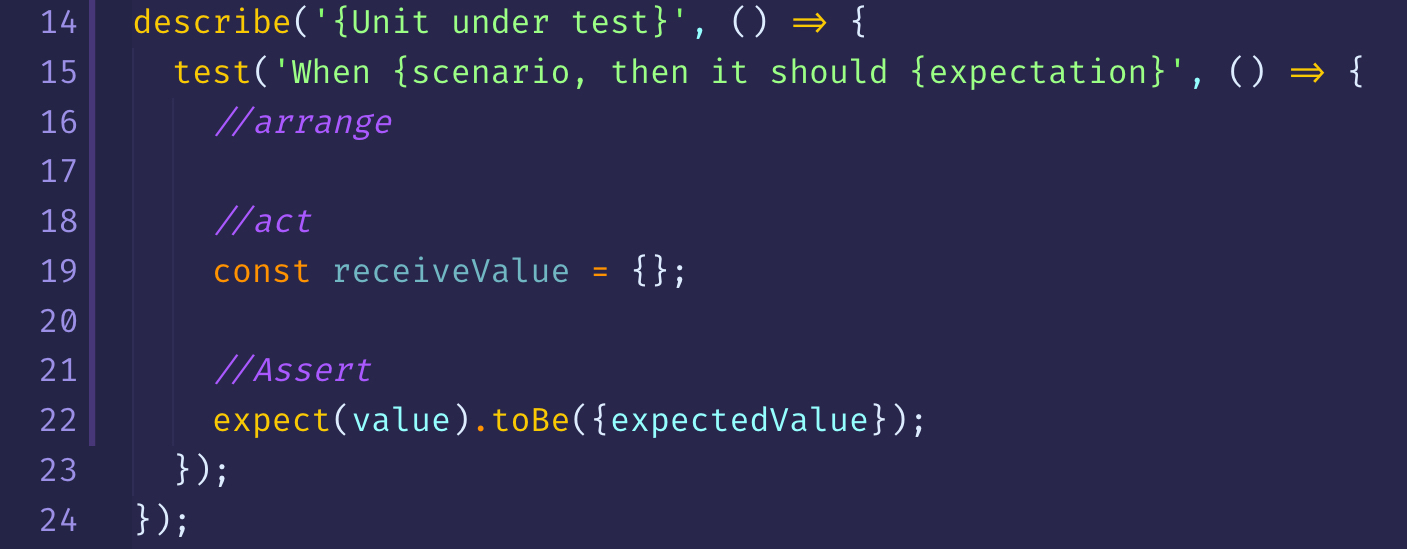 14 describe('{Unit under test}', () => {
15 test('When {scenario, then it should {expectation}', () => {
16 //arrange
17
18 //act
19 const receiveValue = {};
20
21 //Assert
22 expect(value).toBe({expectedValue});
23 });
24 });